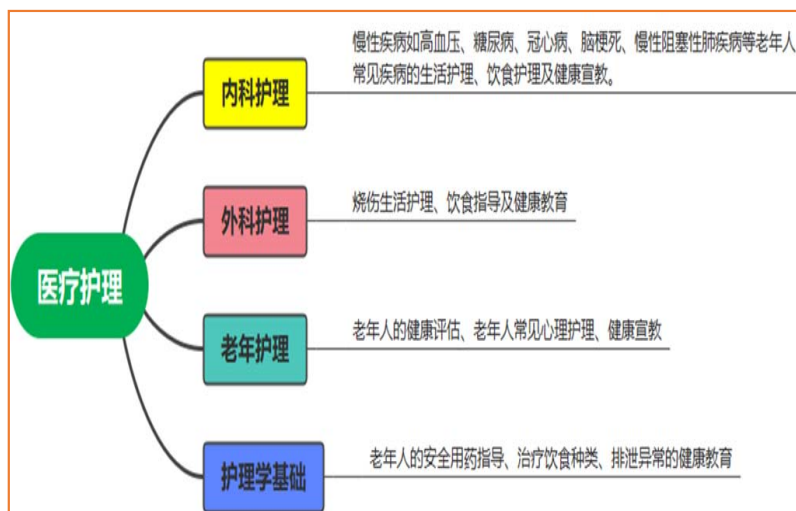 慢性疾病如高血压、糖尿病、冠心病、脑梗死、慢性阻塞性肺疾病等老年人
常见疾病的生活护理、饮食护理及健康宣教。
内科护理
烧伤生活护理、饮食指导及健康教育
外科护理
医疗护理
老年人的健康评估、老年人常见心理护理、健康宣教
老年护理
老年人的安全用药指导、治疗饮食种类、排泄异常的健康教育
护理学基础